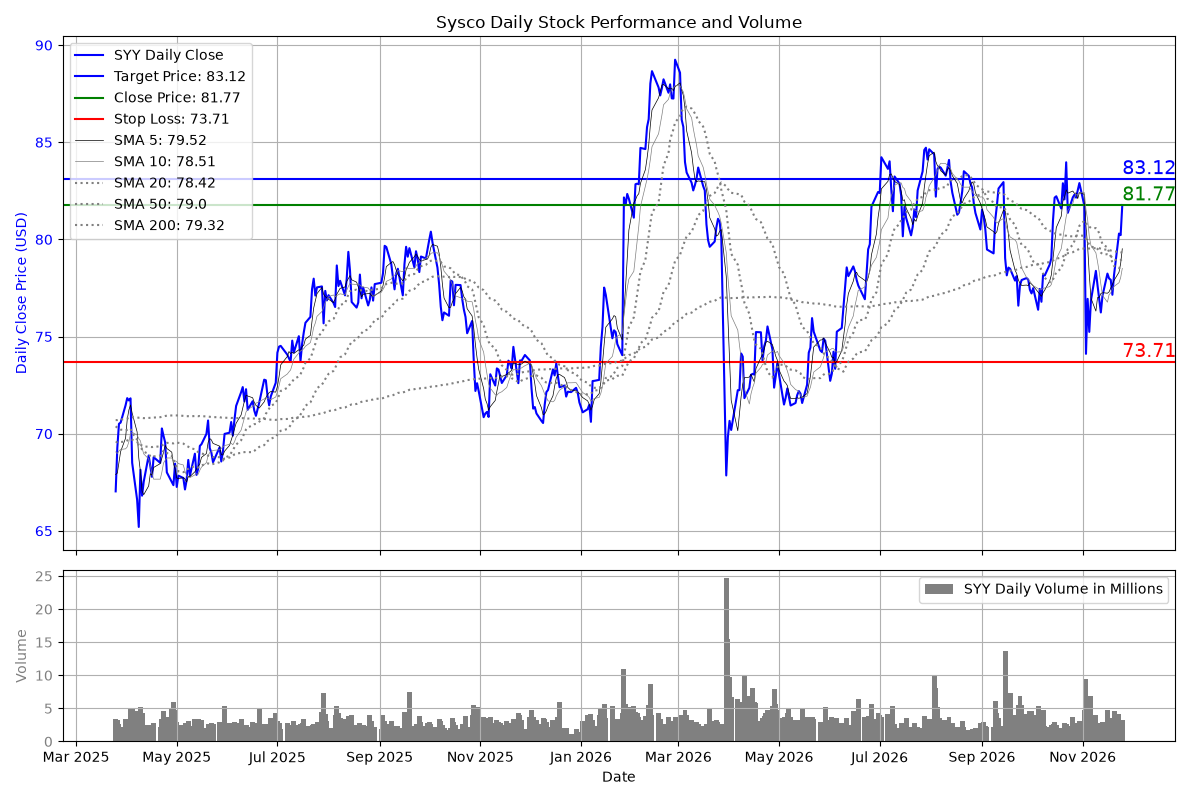 Sysco Daily Stock Performance and Volume
SYY Daily Close
Target Price: 83.12
Close Price: 81.77
Stop Loss: 73.71
SMA 5: 79.52
SMA 10: 78.51
SMA 20: 78.42
SMA 50: 79.0
SMA 200: 79.32
90
85
80
75
70
65
Daily Close Price (USD)
83.12
81.77
73.71
SYY Daily Volume in Millions
25
20
15
10
5
0
Volume
Mar 2025
May 2025
Jul 2025
Sep 2025
Nov 2025
Jan 2026
Mar 2026
May 2026
Jul 2026
Sep 2026
Nov 2026
Date